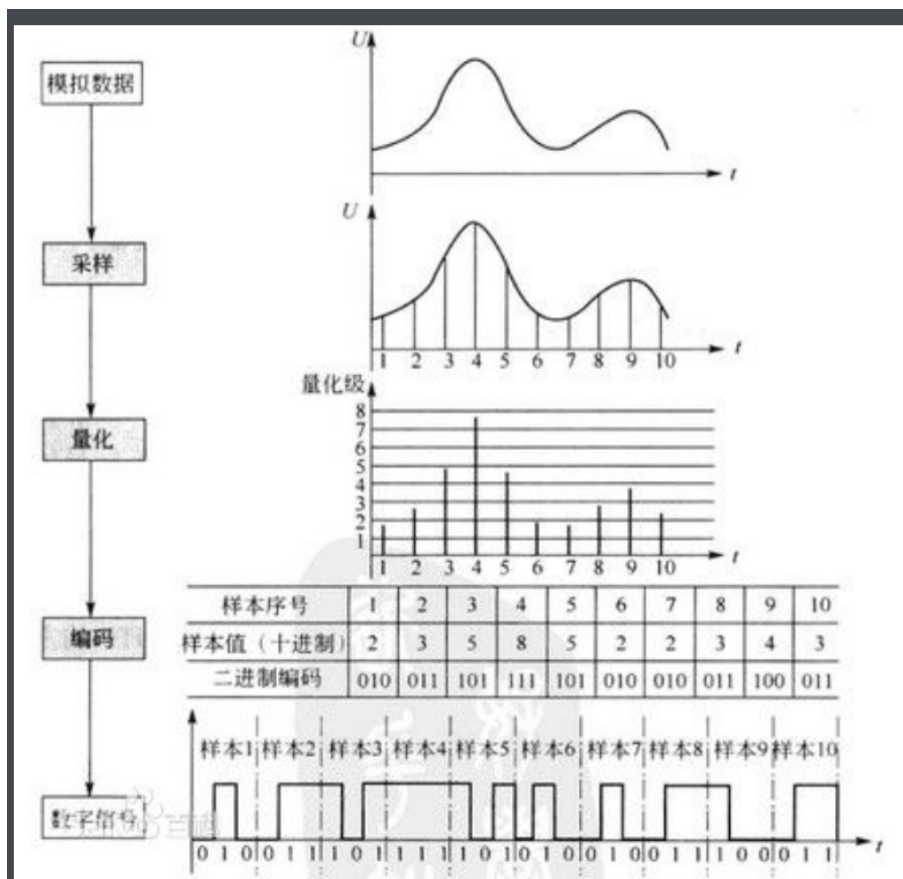 模拟数据
U
t
采样
U
1 2 3 4 5 6 7 8 9 10
t
量化级
8
7
6
5
4
3
2
1
量化
1 2 3 4 5 6 7 8 9 10
t
编码
样本序号 1 2 3 4 5 6 7 8 9 10
样本值（十进制） 2 3 5 8 5 2 2 3 4 3
二进制编码 010 011 101 111 101 010 010 011 100 011
样本1 样本2 样本3 样本4 样本5 样本6 样本7 样本8 样本9 样本10
数字信号
百科
0 1 0 0 1 1 1 0 1 1 1 1 1 0 1 0 1 0 0 1 0 0 1 1 1 0 0 0 1 1
t